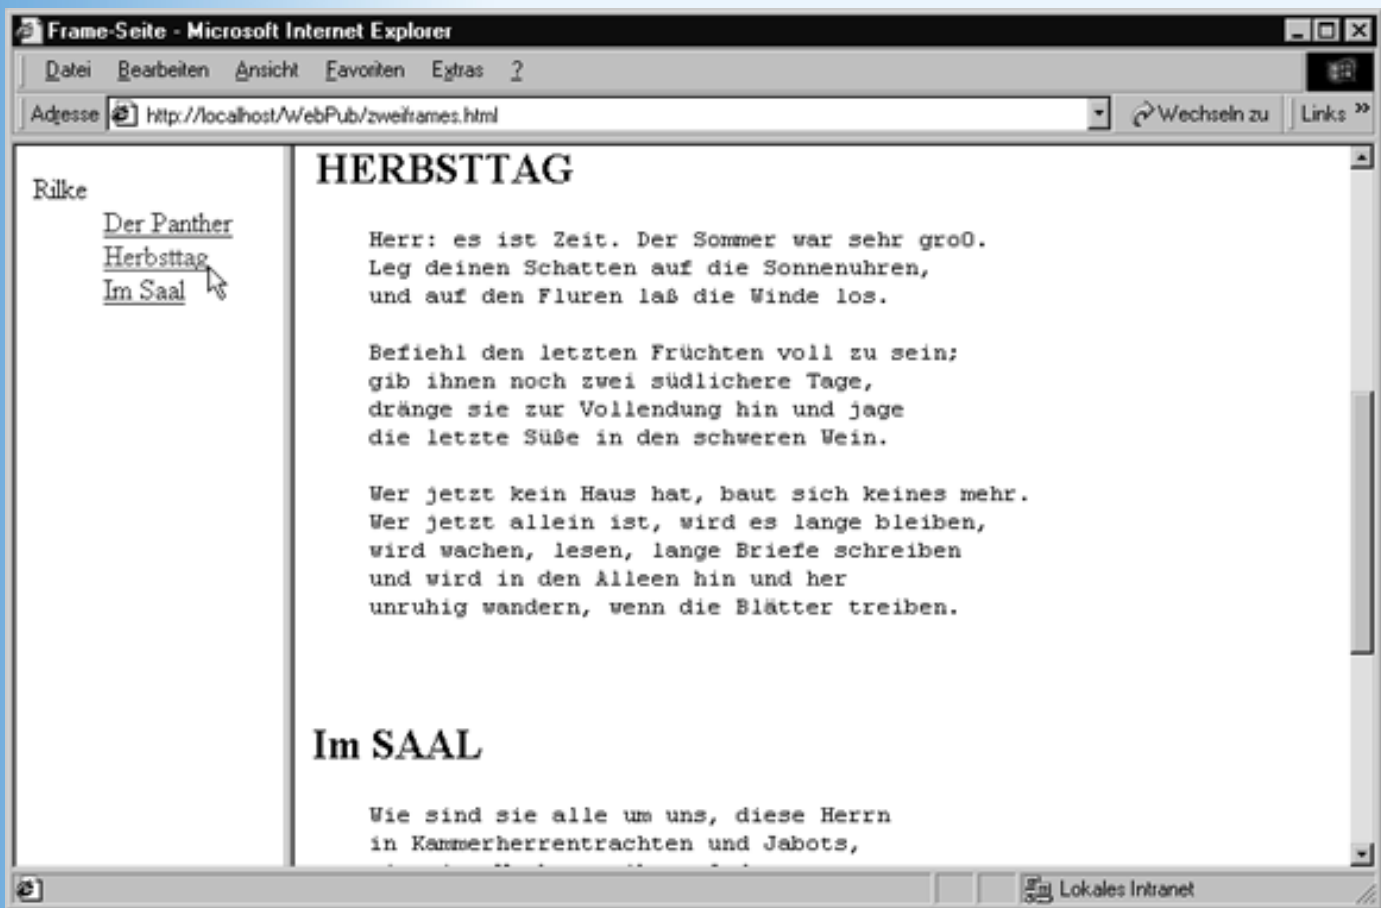 Frame-Seite - Microsoft Internet Explorer
Datei Bearbeiten Ansicht Favoriten Extras ?
Adresse http://localhost/WebPub/zweiframes.html Wechseln zu Links »
Rilke
Der Panther
Herbsttag
Im Saal
HERBSTTAG
Herr: es ist Zeit. Der Sommer war sehr groß.
Leg deinen Schatten auf die Sonnenuhren,
und auf den Fluren laß die Winde los.
Befiehl den letzten Früchten voll zu sein;
gib ihnen noch zwei südlichere Tage,
dränge sie zur Vollendung hin und jage
die letzte Süße in den schweren Wein.
Wer jetzt kein Haus hat, baut sich keines mehr.
Wer jetzt allein ist, wird es lange bleiben,
wird wachen, lesen, lange Briefe schreiben
und wird in den Alleen hin und her
unruhig wandern, wenn die Blätter treiben.
Im SAAL
Wie sind sie alle um uns, diese Herrn
in Kammerherrentrachten und Jabots,
Lokales Intranet